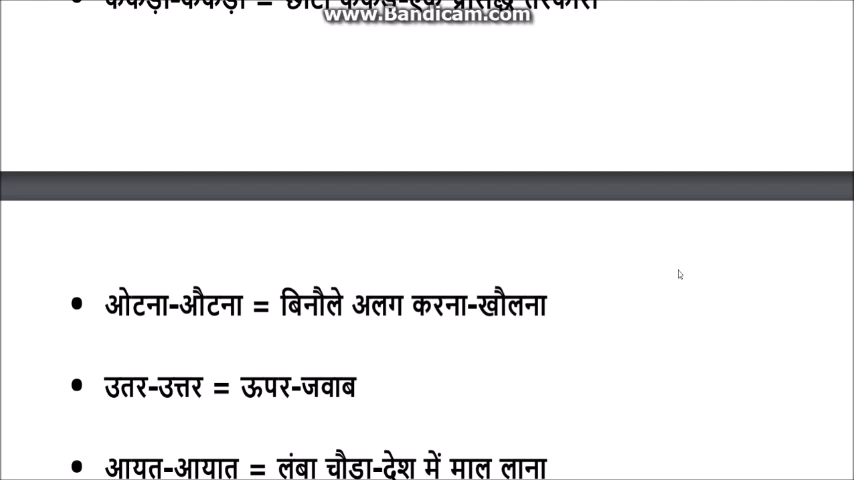 www.Bandicam.com
ओटना-औटना = बिनौले अलग करना-खौलना
उतर-उत्तर = ऊपर-जवाब
आयत-आयात = लंबा चौडा-देश में माल लाना